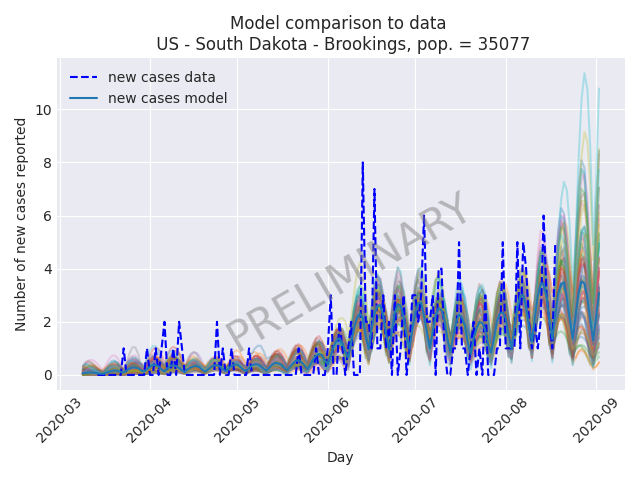 Model comparison to data
US - South Dakota - Brookings, pop. = 35077
new cases data
new cases model
Number of new cases reported
10
8
6
4
2
0
PRELIMINARY
2020-03
2020-04
2020-05
2020-06
2020-07
2020-08
2020-09
Day